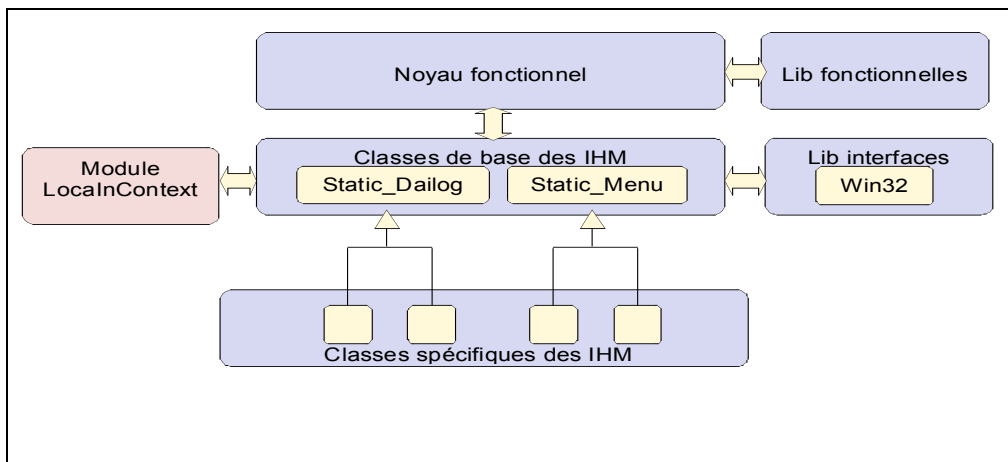 Noyau fonctionnel
Lib fonctionnelles
Module
LocaInContext
Classes de base des IHM
Static_Dailog
Static_Menu
Lib interfaces
Win32
Classes spécifiques des IHM